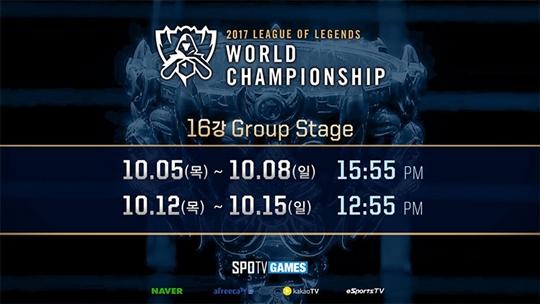 2017 LEAGUE OF LEGENDS
WORLD
CHAMPIONSHIP
16강 Group Stage
10.05(목) ~ 10.08(일) 15:55 PM
10.12(목) ~ 10.15(일) 12:55 PM
SPOTV GAMES
NAVER afreecaTV kakaoTV eSportsTV